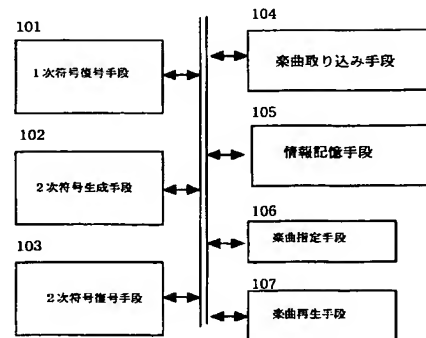 101
1次符号復号手段
102
2次符号生成手段
103
2次符号復号手段
104
楽曲取り込み手段
105
情報記憶手段
106
楽曲指定手段
107
楽曲再生手段